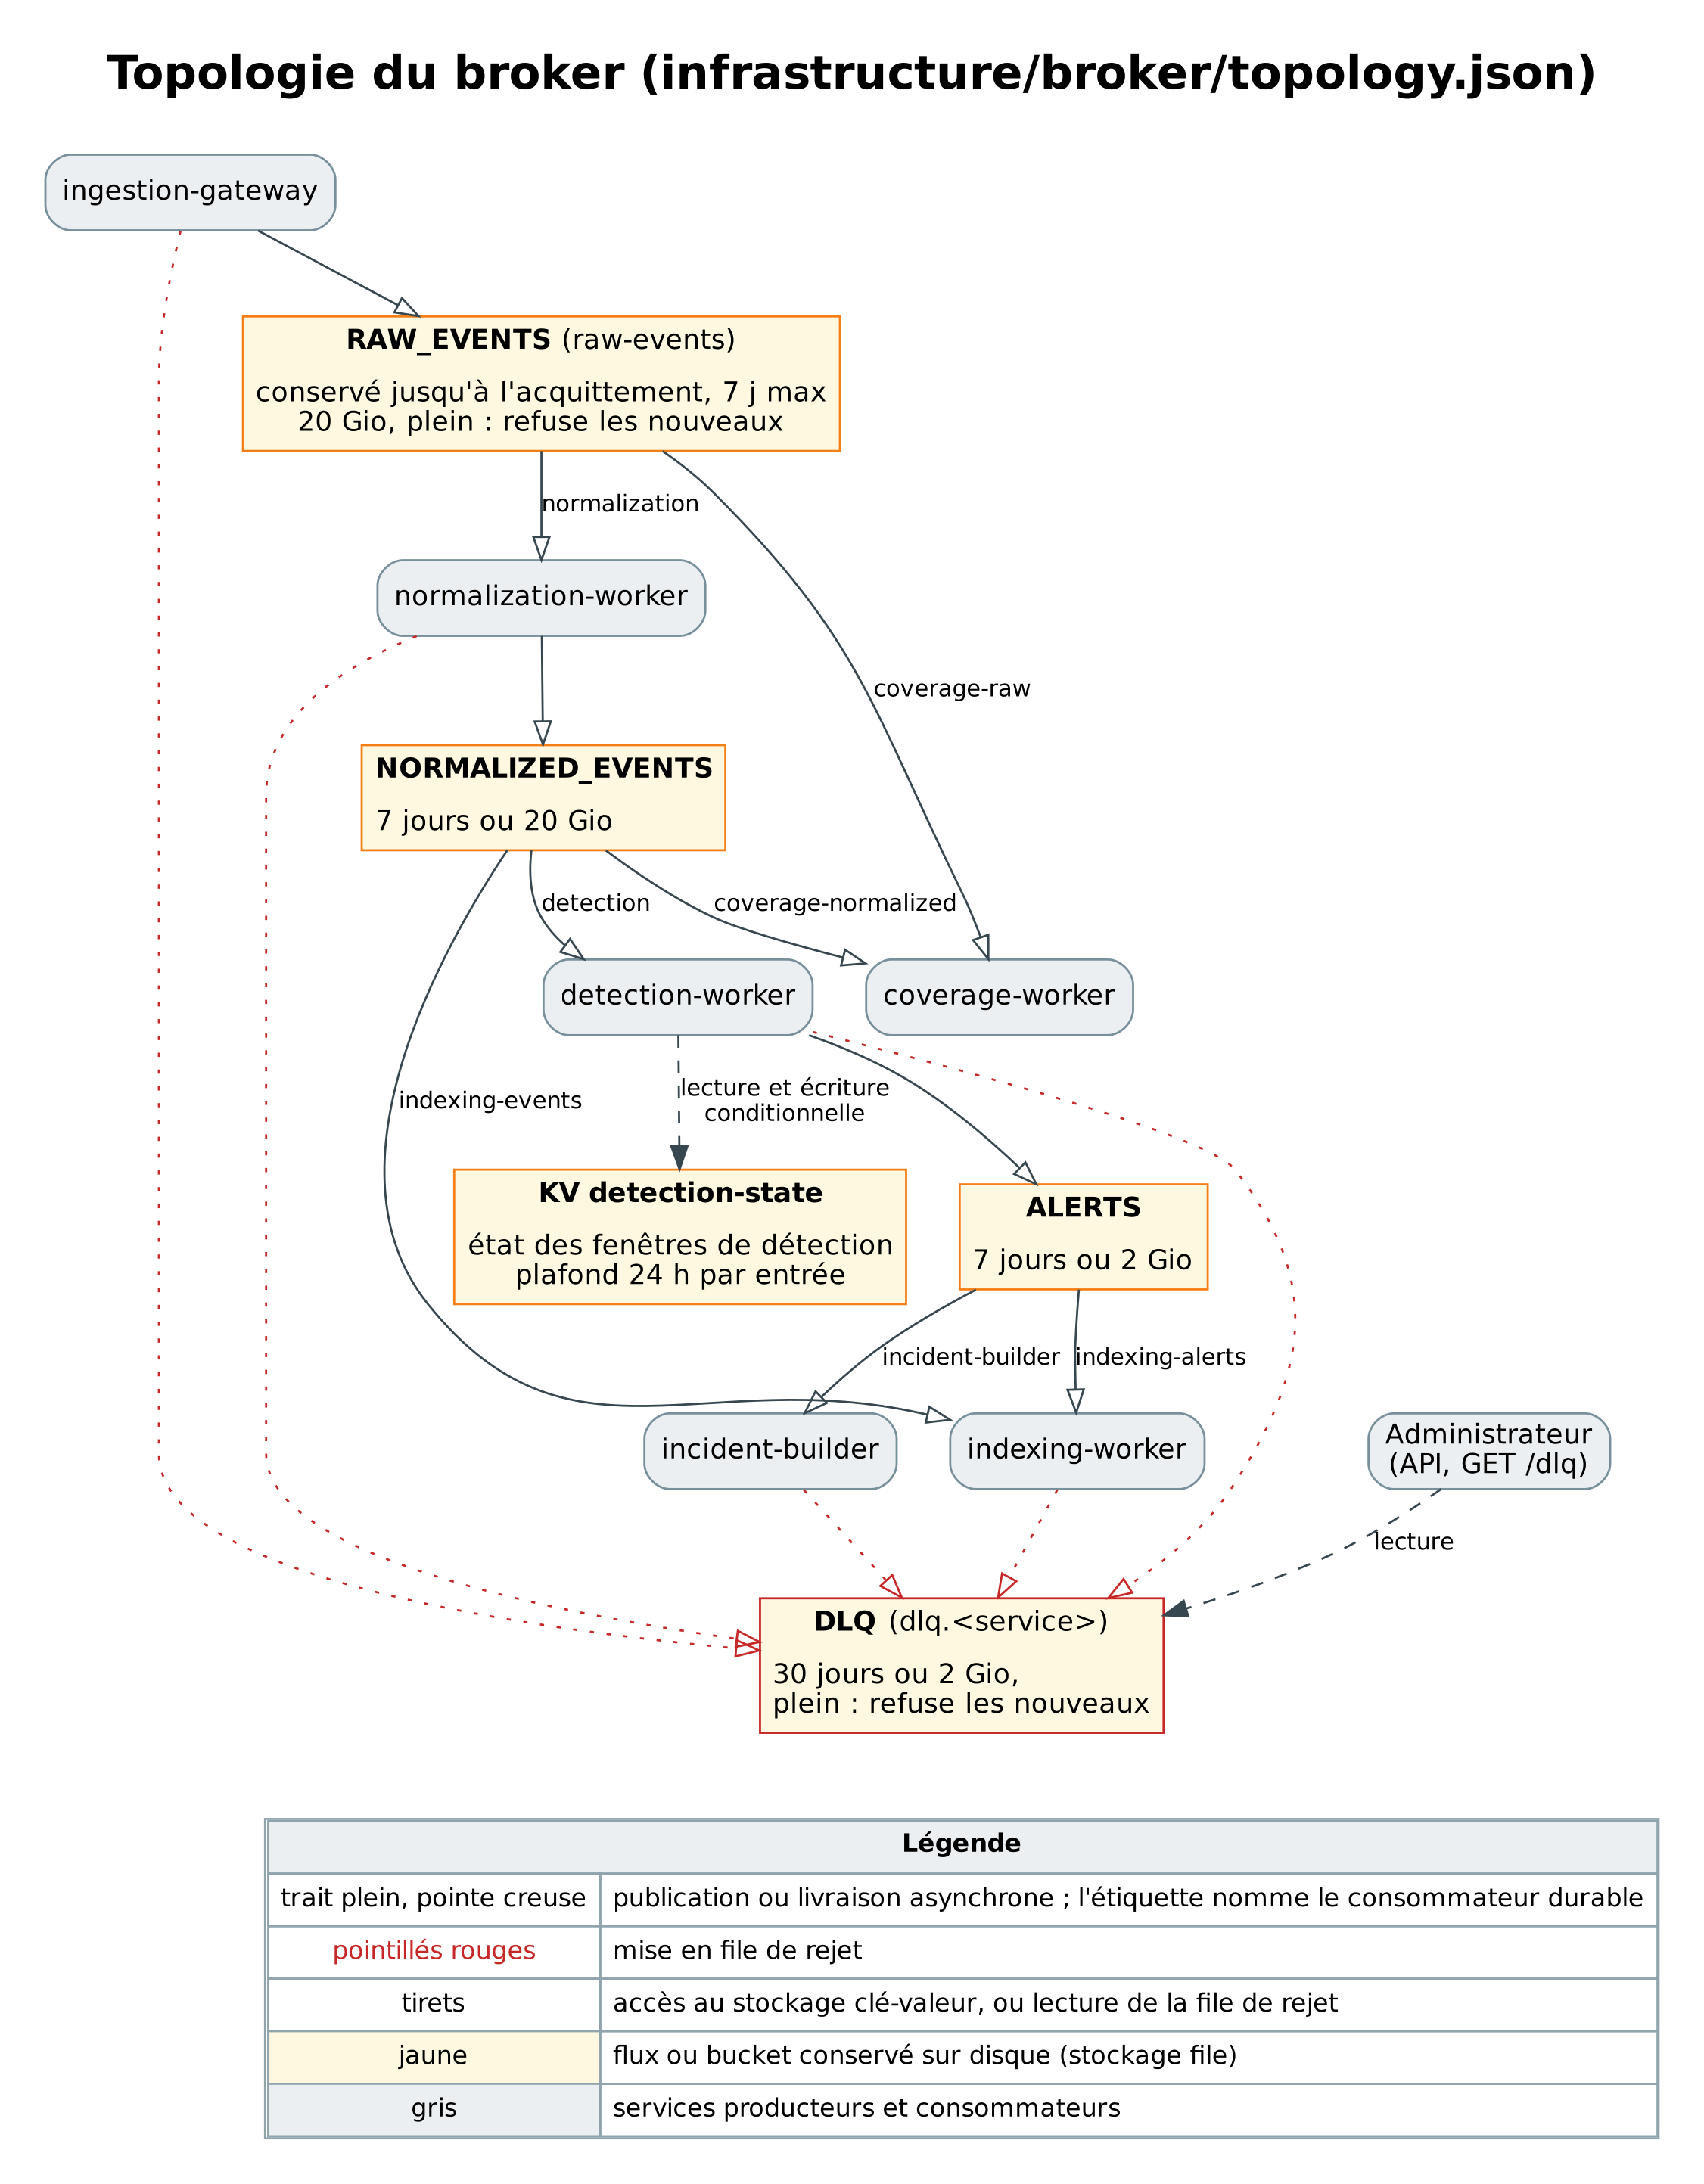 Topologie du broker (infrastructure/broker/topology.json)
ingestion-gateway
RAW_EVENTS (raw-events)
conservé jusqu'à l'acquittement, 7 j max
20 Gio, plein : refuse les nouveaux
normalization
normalization-worker
coverage-raw
NORMALIZED_EVENTS
7 jours ou 20 Gio
detection
coverage-normalized
detection-worker
coverage-worker
indexing-events
lecture et écriture
conditionnelle
KV detection-state
état des fenêtres de détection
plafond 24 h par entrée
ALERTS
7 jours ou 2 Gio
incident-builder
indexing-alerts
incident-builder
indexing-worker
Administrateur
(API, GET /dlq)
lecture
DLQ (dlq.<service>)
30 jours ou 2 Gio,
plein : refuse les nouveaux
Légende
trait plein, pointe creuse
publication ou livraison asynchrone ; l'étiquette nomme le consommateur durable
pointillés rouges
mise en file de rejet
tirets
accès au stockage clé-valeur, ou lecture de la file de rejet
jaune
flux ou bucket conservé sur disque (stockage file)
gris
services producteurs et consommateurs